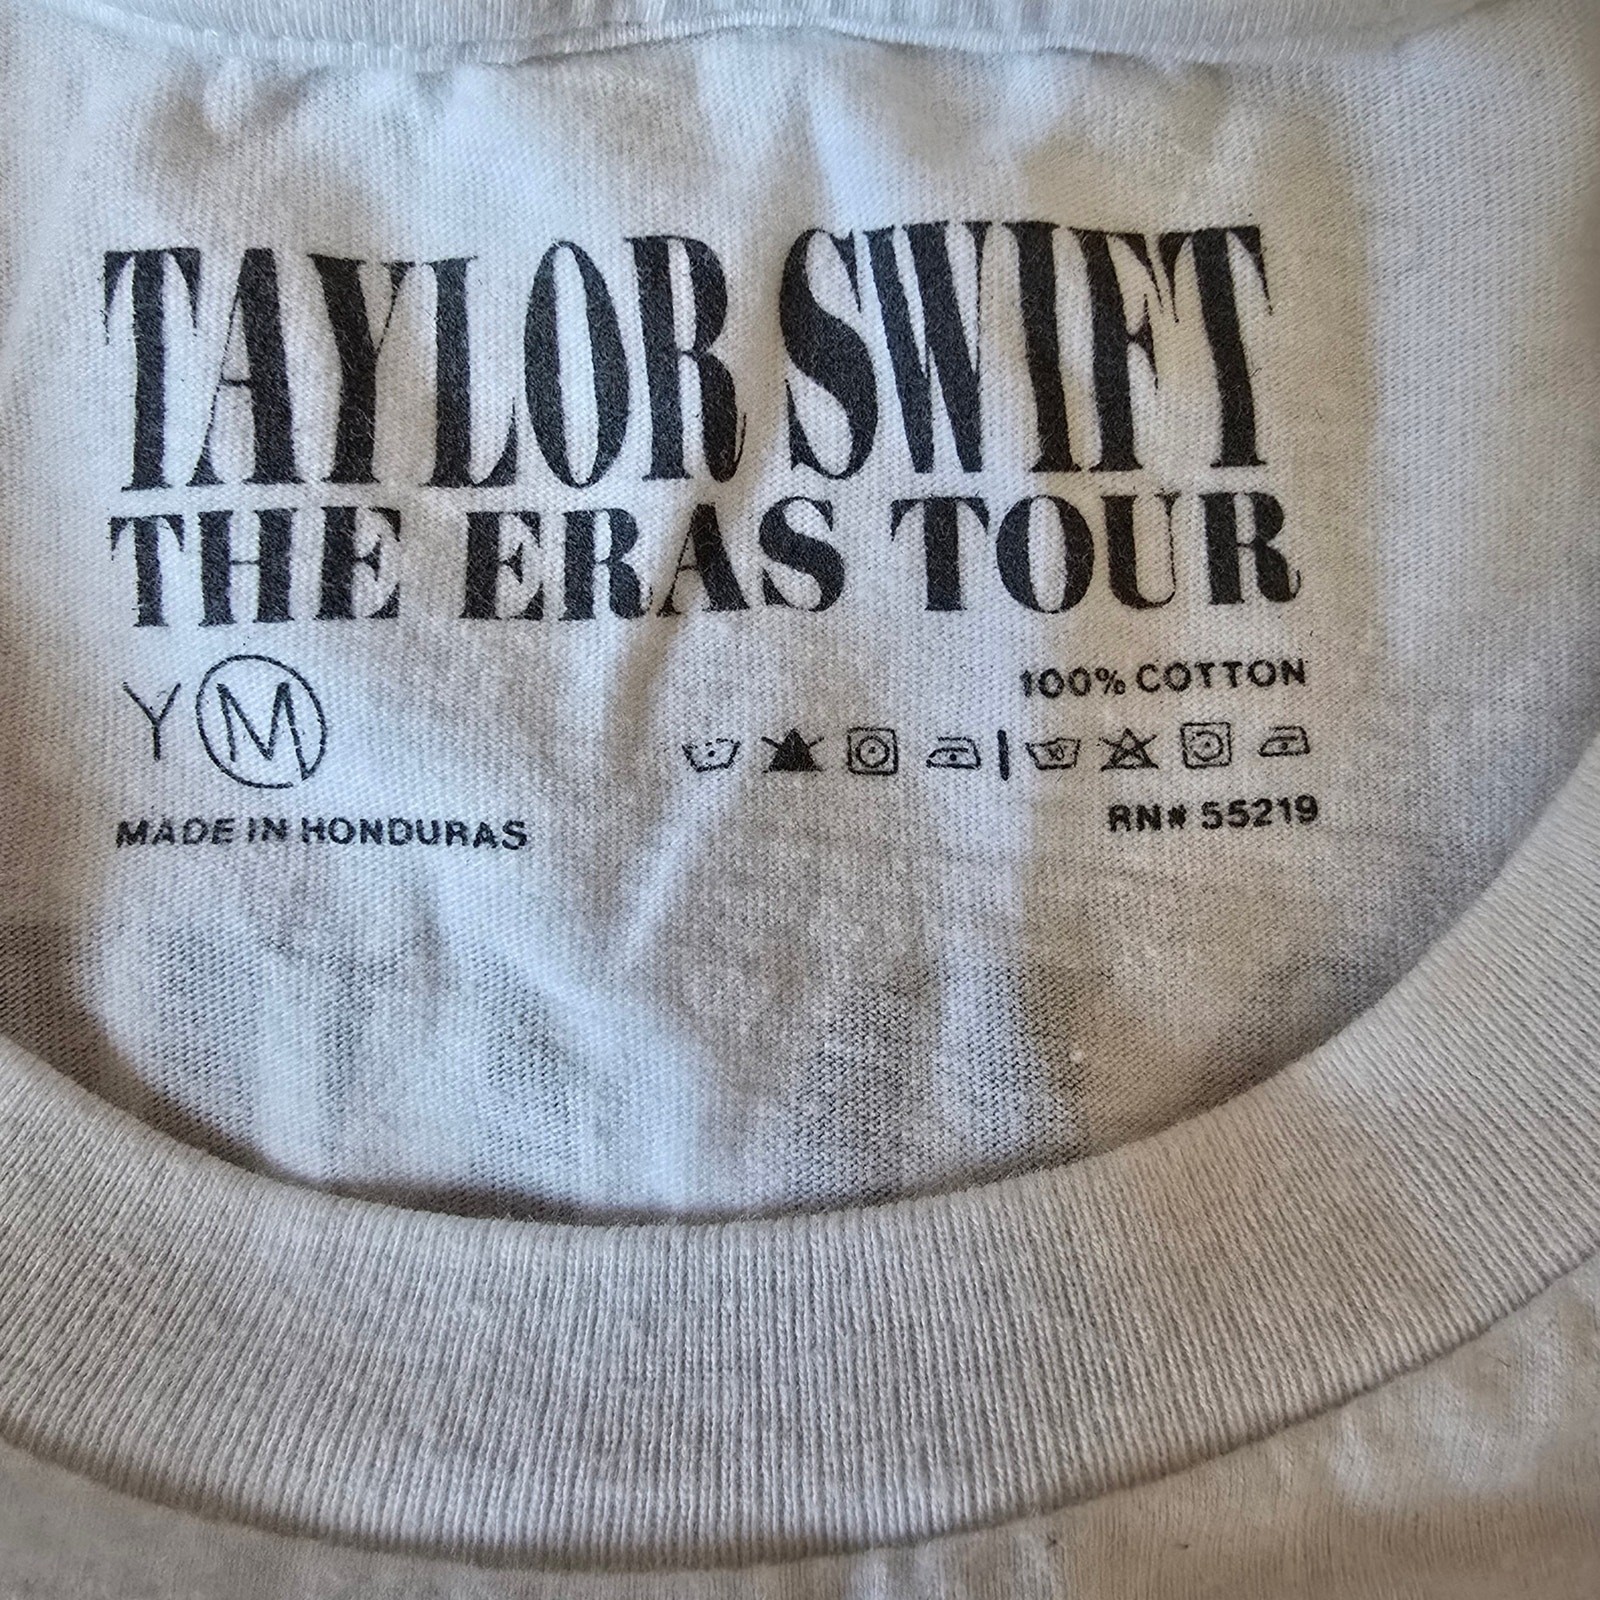 TAYLOR SWIFT
THE ERAS TOUR
Y M
100% COTTON
MADE IN HONDURAS
RN# 55219